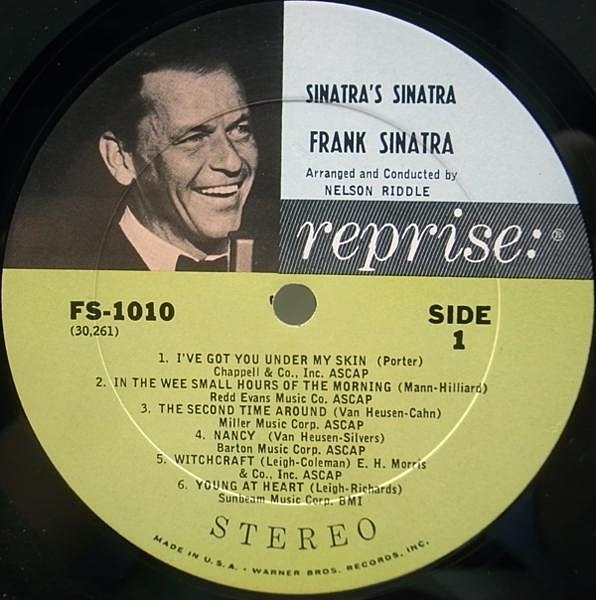 SINATRA'S SINATRA
FRANK SINATRA
Arranged and Conducted by
NELSON RIDDLE
reprise:®
FS-1010
(30,261)
SIDE
1
1. I'VE GOT YOU UNDER MY SKIN (Porter)
Chappell & Co., Inc. ASCAP
2. IN THE WEE SMALL HOURS OF THE MORNING (Mann-Hilliard)
Redd Evans Music Co. ASCAP
3. THE SECOND TIME AROUND (Van Heusen-Cahn)
Miller Music Corp. ASCAP
4. NANCY (Van Heusen-Silvers)
Barton Music Corp. ASCAP
5. WITCHCRAFT (Leigh-Coleman) E. H. Morris
& Co., Inc. ASCAP
6. YOUNG AT HEART (Leigh-Richards)
Sunbeam Music Corp. BMI
STEREO
MADE IN U.S.A. • WARNER BROS. RECORDS, INC.